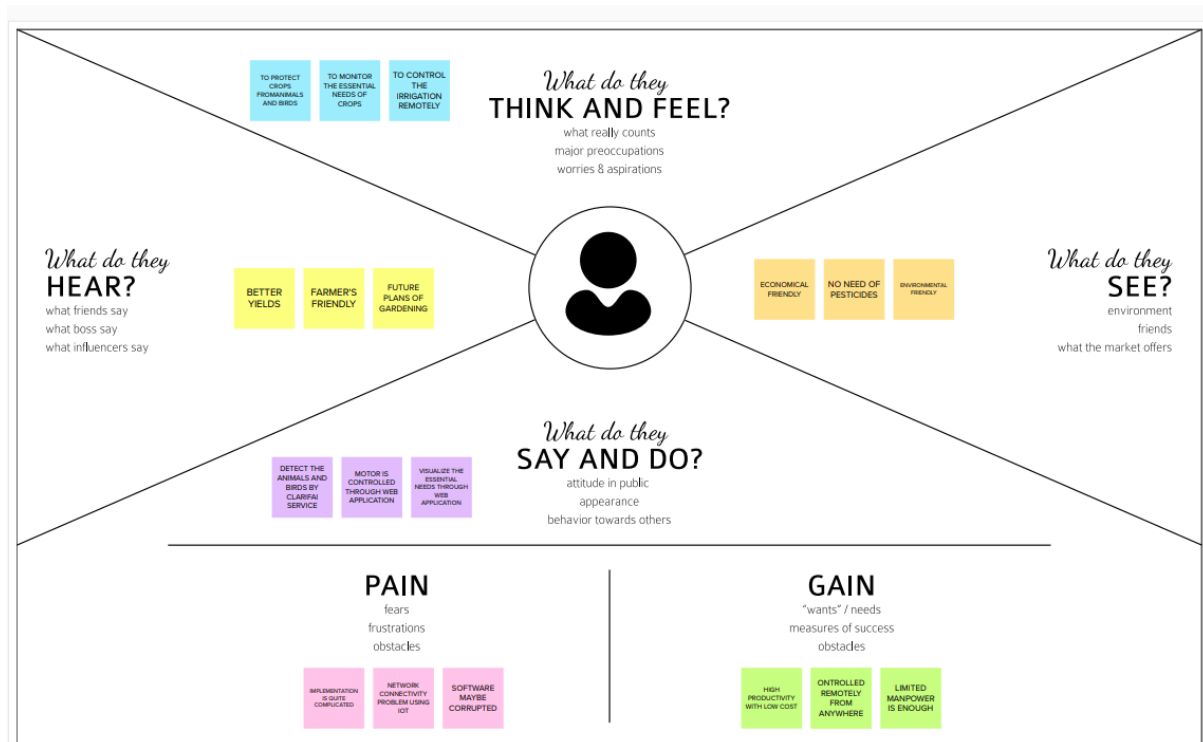 TO PROTECT
CROPS
FROMANIMALS
AND BIRDS
TO MONITOR
THE ESSENTIAL
NEEDS OF
CROPS
TO CONTROL
THE
IRRIGATION
REMOTELY
What do they
THINK AND FEEL?
what really counts
major preoccupations
worries & aspirations
What do they
HEAR?
what friends say
what boss say
what influencers say
BETTER
YIELDS
FARMER'S
FRIENDLY
FUTURE
PLANS OF
GARDENING
ECONOMICAL
FRIENDLY
NO NEED OF
PESTICIDES
ENVIRONMENTAL
FRIENDLY
What do they
SEE?
environment
friends
what the market offers
What do they
SAY AND DO?
attitude in public
appearance
behavior towards others
DETECT THE
ANIMALS AND
BIRDS BY
CLARIFAI
SERVICE
MOTOR IS
CONTROLLED
THROUGH WEB
APPLICATION
VISUALIZE THE
ESSENTIAL
NEEDS THROUGH
WEB
APPLICATION
PAIN
fears
frustrations
obstacles
IMPLEMENTATION
IS QUITE
COMPLICATED
NETWORK
CONNECTIVITY
PROBLEM USING
IOT
SOFTWARE
MAYBE
CORRUPTED
GAIN
"wants" / needs
measures of success
obstacles
HIGH
PRODUCTIVITY
WITH LOW COST
ONTROLLED
REMOTELY
FROM
ANYWHERE
LIMITED
MANPOWER
IS ENOUGH